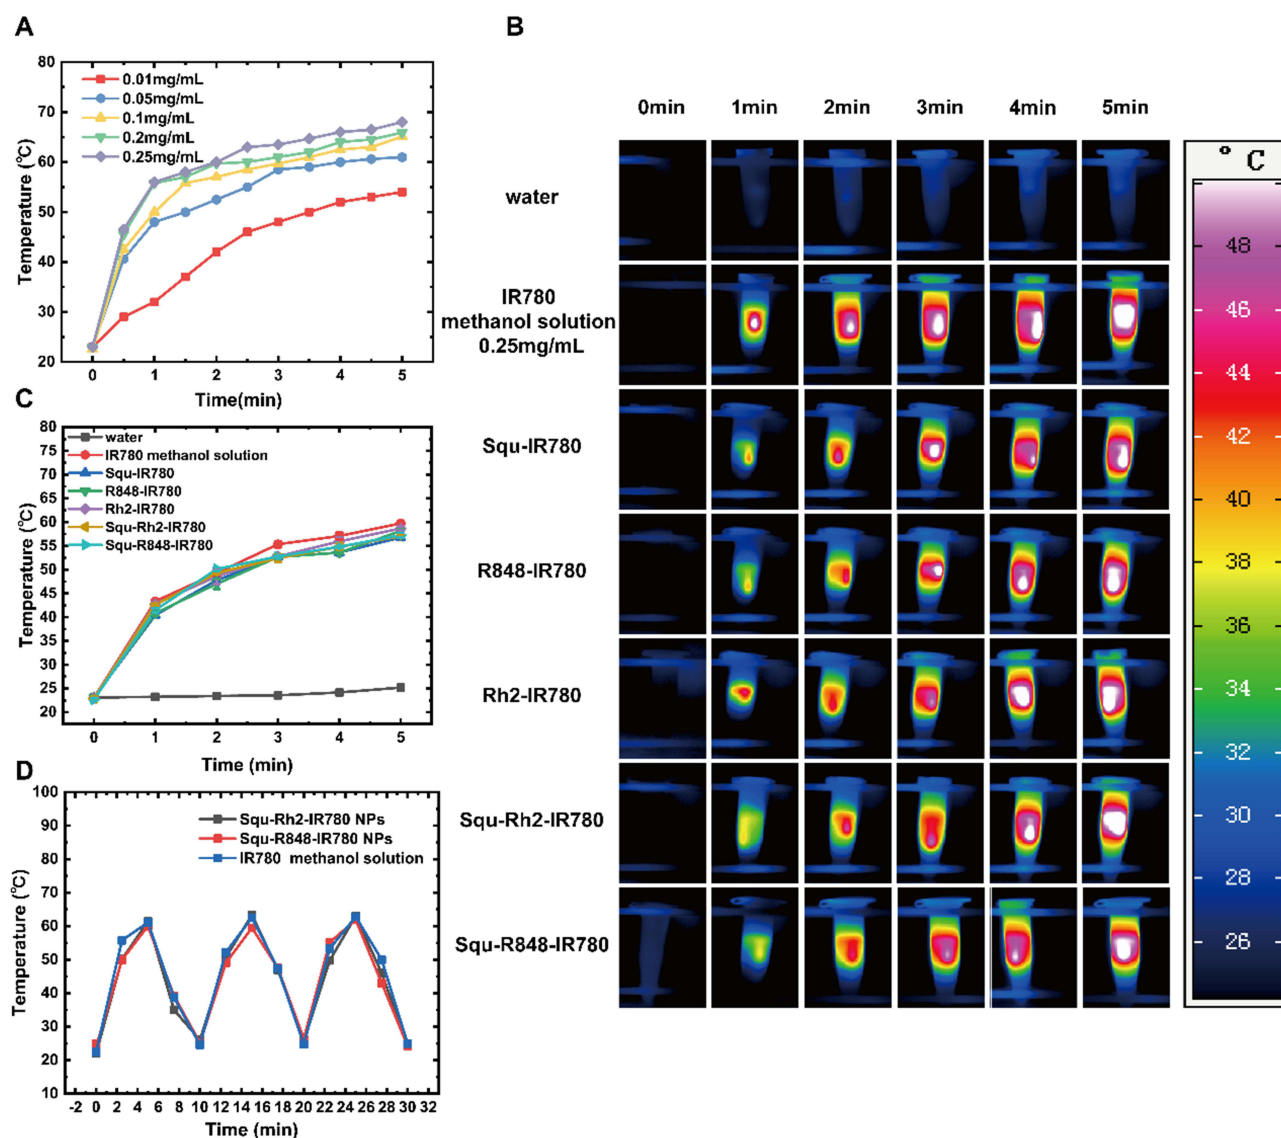 A
80
70
60
50
40
30
20
Temperature (℃)
0.01mg/mL
0.05mg/mL
0.1mg/mL
0.2mg/mL
0.25mg/mL
0 1 2 3 4 5
Time(min)
B
0min 1min 2min 3min 4min 5min
water
IR780
methanol solution
0.25mg/mL
Squ-IR780
R848-IR780
Rh2-IR780
Squ-Rh2-IR780
Squ-R848-IR780
° C
48
46
44
42
40
38
36
34
32
30
28
26
C
80
75
70
65
60
55
50
45
40
35
30
25
20
Temperature (℃)
water
IR780 methanol solution
Squ-IR780
R848-IR780
Rh2-IR780
Squ-Rh2-IR780
Squ-R848-IR780
0 1 2 3 4 5
Time (min)
D
100
90
80
70
60
50
40
30
20
10
Temperature (℃)
Squ-Rh2-IR780 NPs
Squ-R848-IR780 NPs
IR780 methanol solution
-2 0 2 4 6 8 10 12 14 16 18 20 22 24 26 28 30 32
Time (min)